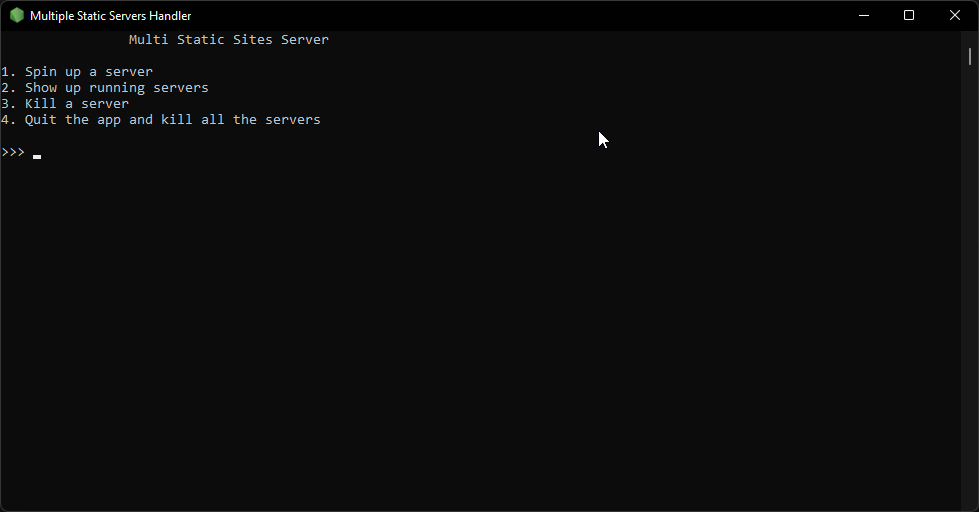 Multiple Static Servers Handler
Multi Static Sites Server
1. Spin up a server
2. Show up running servers
3. Kill a server
4. Quit the app and kill all the servers
>>>